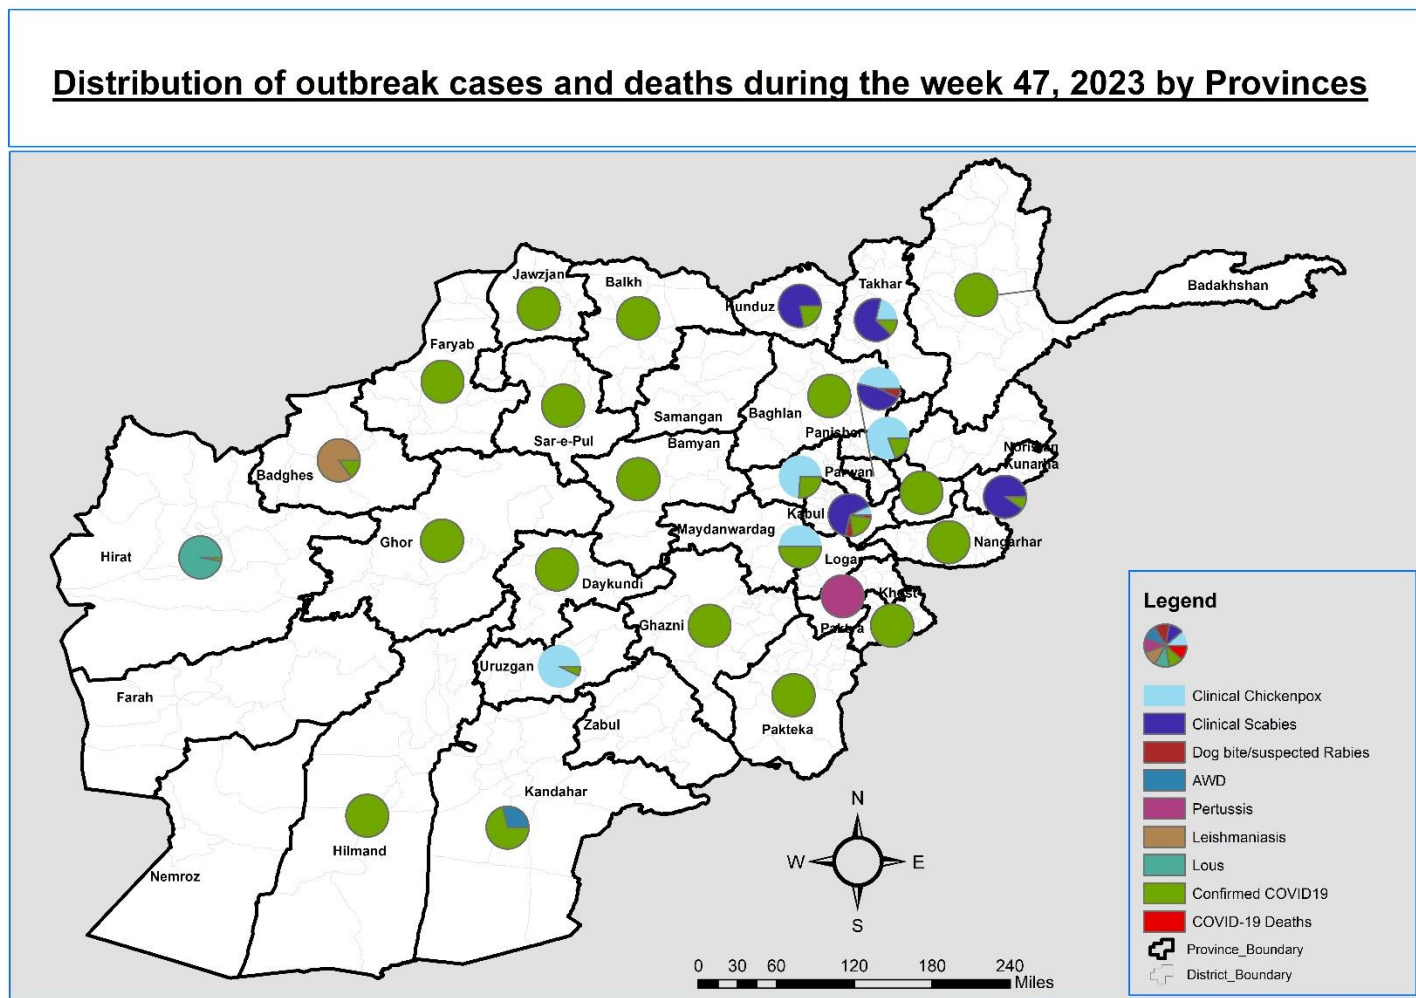 Distribution of outbreak cases and deaths during the week 47, 2023 by Provinces
Jawzjan
Balkh
Kunduz
Takhar
Badakhshan
Faryab
Samangan
Baghlan
Sar-e-Pul
Bamyan
Panjsher
Noristan
Kunarha
Badghes
Parwan
Kabul
Maydanwardag
Hirat
Ghor
Nangarhar
Logar
Daykundi
Khost
Paktya
Ghazni
Uruzgan
Farah
Zabul
Pakteka
Kandahar
Hilmand
Nemroz
N
W
E
S
0 30 60 120 180 240
Miles
Legend
Clinical Chickenpox
Clinical Scabies
Dog bite/suspected Rabies
AWD
Pertussis
Leishmaniasis
Lous
Confirmed COVID19
COVID-19 Deaths
Province_Boundary
District_Boundary